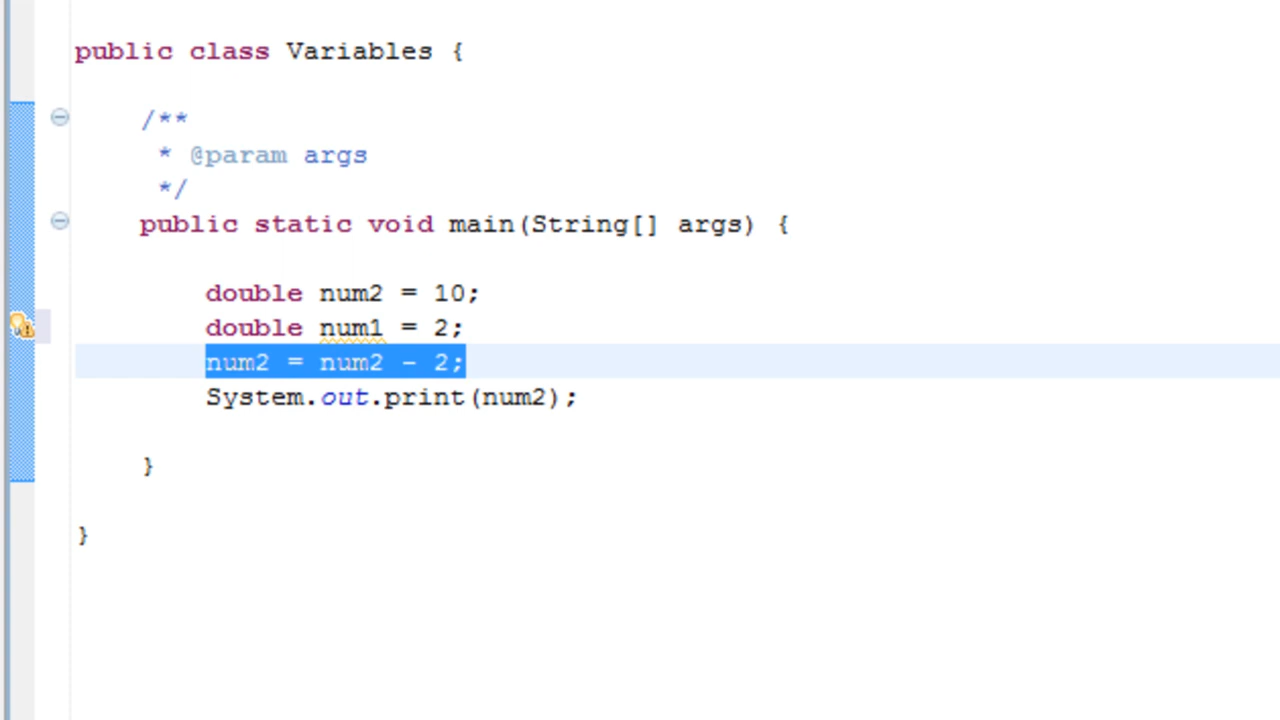 public class Variables {
/**
* @param args
*/
public static void main(String[] args) {
double num2 = 10;
double num1 = 2;
num2 = num2 - 2;
System.out.print(num2);
}
}